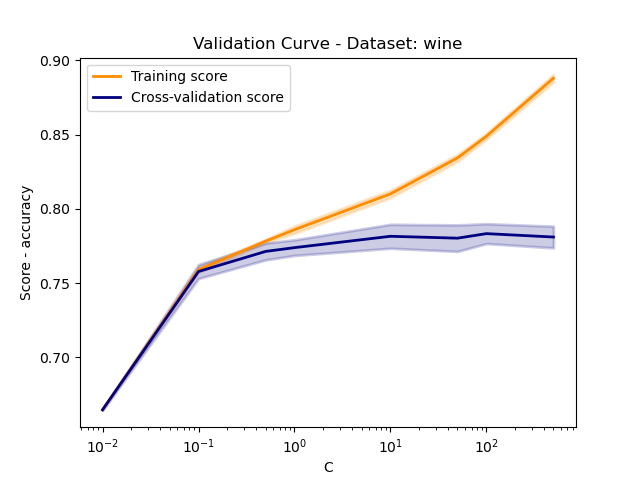 Validation Curve - Dataset: wine
Score - accuracy
0.90
0.85
0.80
0.75
0.70
Training score
Cross-validation score
10⁻² 10⁻¹ 10⁰ 10¹ 10²
C